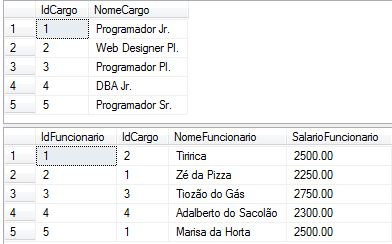 IdCargo NomeCargo
1 1 Programador Jr.
2 2 Web Designer Pl.
3 3 Programador Pl.
4 4 DBA Jr.
5 5 Programador Sr.
IdFuncionario IdCargo NomeFuncionario SalarioFuncionario
1 1 2 Tiririca 2500.00
2 2 1 Zé da Pizza 2250.00
3 3 3 Tiozão do Gás 2750.00
4 4 4 Adalberto do Sacolão 2300.00
5 5 1 Marisa da Horta 2500.00